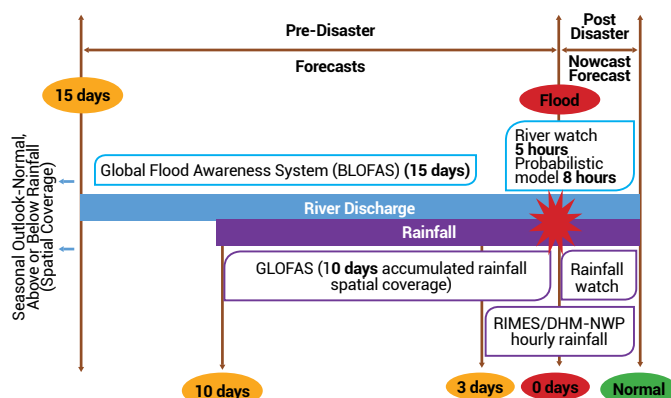 Pre-Disaster
Post
Disaster
Forecasts
Nowcast
Forecast
15 days
Flood
River watch
5 hours
Probabilistic
model 8 hours
Global Flood Awareness System (BLOFAS) (15 days)
Seasonal Outlook-Normal,
Above or Below Rainfall
(Spatial Coverage)
River Discharge
Rainfall
GLOFAS (10 days accumulated rainfall
spatial coverage)
Rainfall
watch
RIMES/DHM-NWP
hourly rainfall
10 days
3 days
0 days
Normal